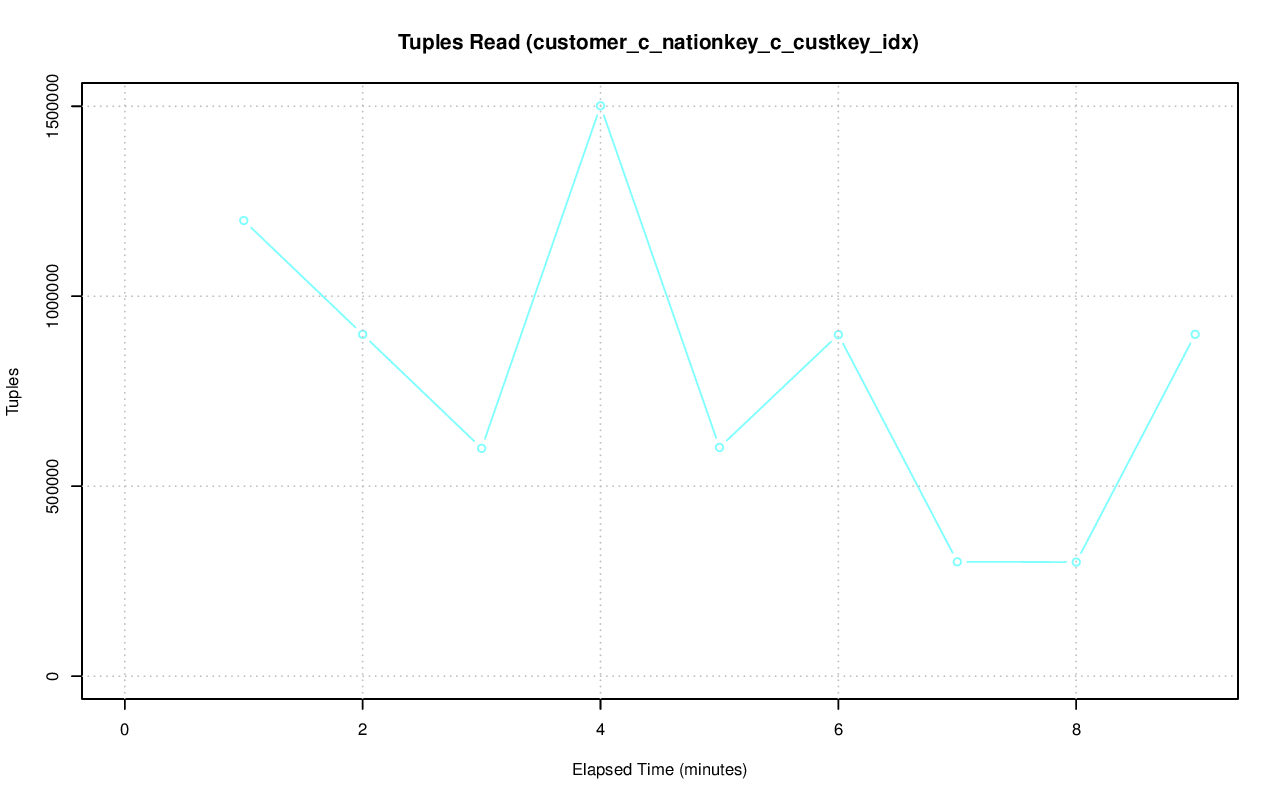 Tuples Read (customer_c_nationkey_c_custkey_idx)
1500000
1000000
500000
0
Tuples
0 2 4 6 8
Elapsed Time (minutes)